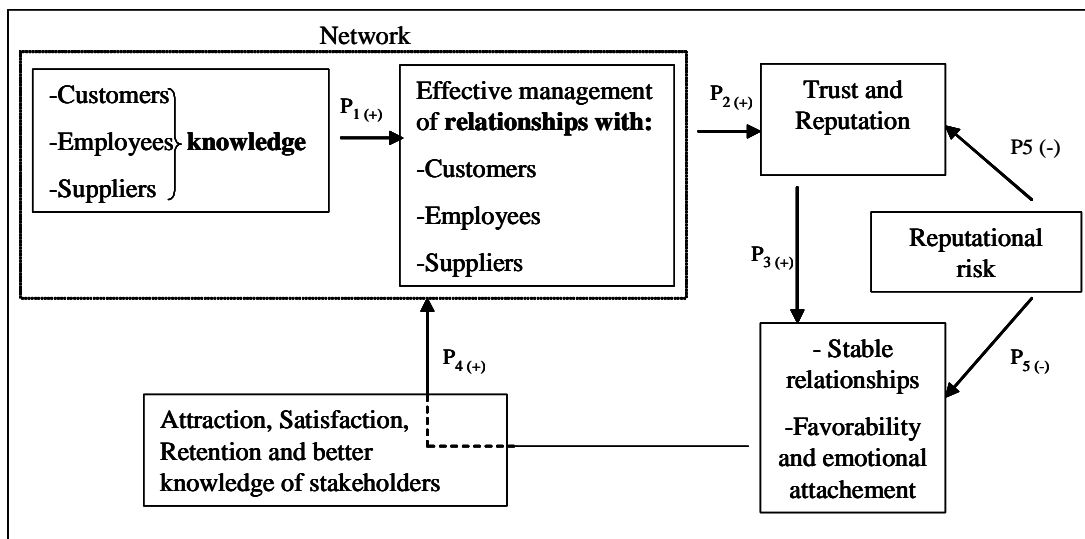 Network
-Customers
-Employees knowledge
-Suppliers
P1 (+)
Effective management
of relationships with:
-Customers
-Employees
-Suppliers
P2 (+)
Trust and
Reputation
P5 (-)
Reputational
risk
P3 (+)
P5 (-)
- Stable
relationships
-Favorability
and emotional
attachement
P4 (+)
Attraction, Satisfaction,
Retention and better
knowledge of stakeholders